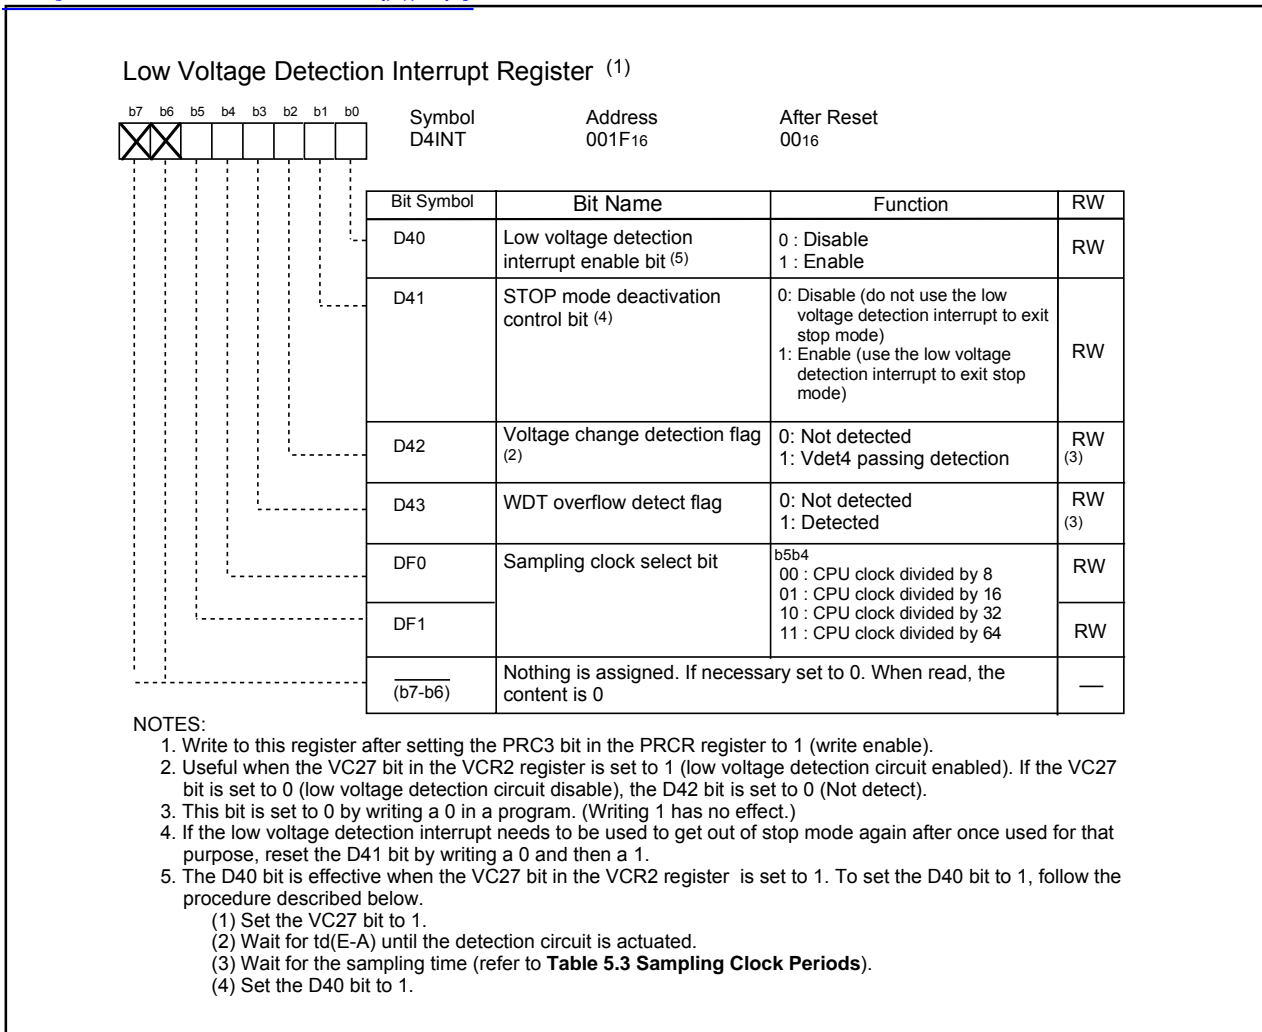 Low Voltage Detection Interrupt Register (1)
b7 b6 b5 b4 b3 b2 b1 b0
Symbol Address After Reset
D4INT 001F16 0016
Bit Symbol Bit Name Function RW
D40 Low voltage detection interrupt enable bit (5) 0 : Disable
1 : Enable RW
D41 STOP mode deactivation control bit (4) 0: Disable (do not use the low
voltage detection interrupt to exit
stop mode)
1: Enable (use the low voltage
detection interrupt to exit stop
mode) RW
D42 Voltage change detection flag (2) 0: Not detected
1: Vdet4 passing detection RW (3)
D43 WDT overflow detect flag 0: Not detected
1: Detected RW (3)
DF0 Sampling clock select bit b5b4
00 : CPU clock divided by 8
01 : CPU clock divided by 16
10 : CPU clock divided by 32
11 : CPU clock divided by 64 RW
DF1 RW
(b7-b6) Nothing is assigned. If necessary set to 0. When read, the
content is 0 —
NOTES:
1. Write to this register after setting the PRC3 bit in the PRCR register to 1 (write enable).
2. Useful when the VC27 bit in the VCR2 register is set to 1 (low voltage detection circuit enabled). If the VC27
bit is set to 0 (low voltage detection circuit disable), the D42 bit is set to 0 (Not detect).
3. This bit is set to 0 by writing a 0 in a program. (Writing 1 has no effect.)
4. If the low voltage detection interrupt needs to be used to get out of stop mode again after once used for that
purpose, reset the D41 bit by writing a 0 and then a 1.
5. The D40 bit is effective when the VC27 bit in the VCR2 register is set to 1. To set the D40 bit to 1, follow the
procedure described below.
(1) Set the VC27 bit to 1.
(2) Wait for td(E-A) until the detection circuit is actuated.
(3) Wait for the sampling time (refer to Table 5.3 Sampling Clock Periods).
(4) Set the D40 bit to 1.